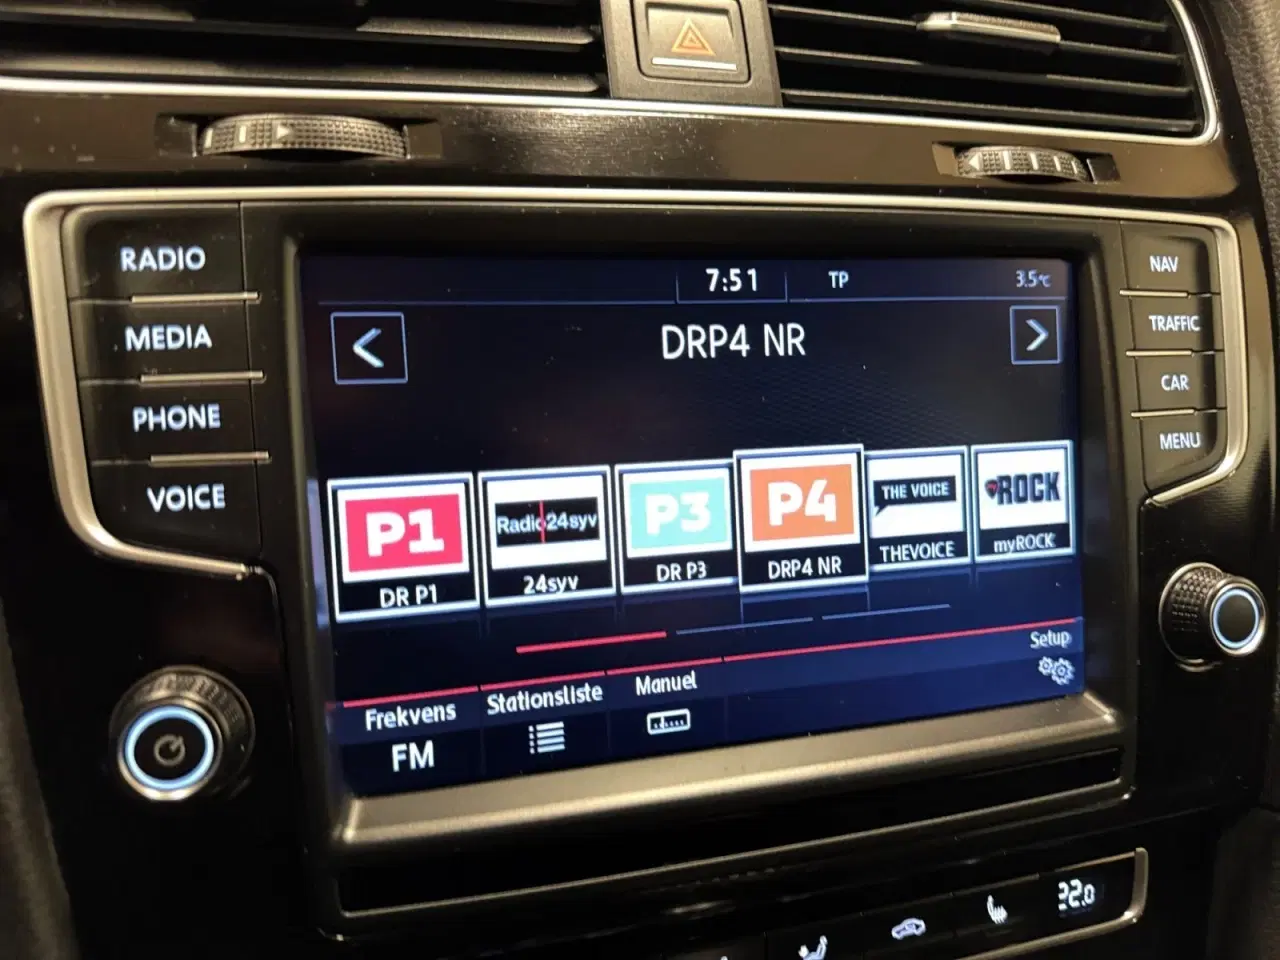 RADIO
MEDIA
PHONE
VOICE
7:51
TP
3.5°C
DRP4 NR
P1
DR P1
Radio24syv
24syv
P3
DR P3
P4
DRP4 NR
THE VOICE
THEVOICE
ROCK
myROCK
Frekvens
FM
Stationsliste
Manuel
Setup
NAV
TRAFFIC
CAR
MENU
22.0